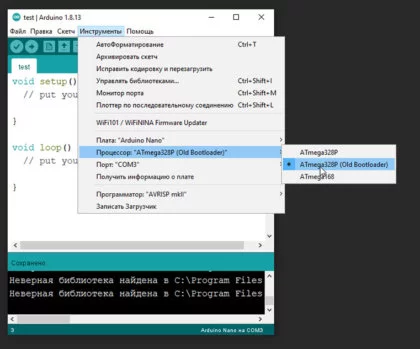 test | Arduino 1.8.13
Файл Правка Скетч Инструменты Помощь
test
АвтоФорматирование Ctrl+T
Архивировать скетч
Исправить кодировку и перезагрузить
Управлять библиотеками... Ctrl+Shift+I
Монитор порта Ctrl+Shift+M
Плоттер по последовательному соединению Ctrl+Shift+L
WiFi101 / WiFiNINA Firmware Updater
Плата: "Arduino Nano"
Процессор: "ATmega328P (Old Bootloader)"
Порт: "COM3"
Получить информацию о плате
Программатор: "AVRISP mkII"
Записать Загрузчик
ATmega328P
ATmega328P (Old Bootloader)
ATmega168
void setup()
// put you
}
void loop()
// put you
}
Сохранено.
Неверная библиотека найдена в C:\Program Files
Неверная библиотека найдена в C:\Program Files
3 Arduino Nano на COM3